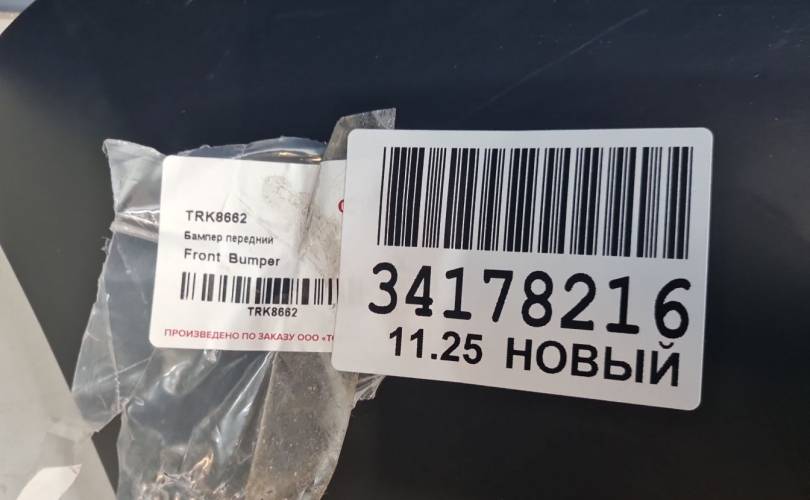 TRK8662
Бампер передний
Front Bumper
TRK8662
ПРОИЗВЕДЕНО ПО ЗАКАЗУ ООО
34178216
11.25 НОВЫЙ